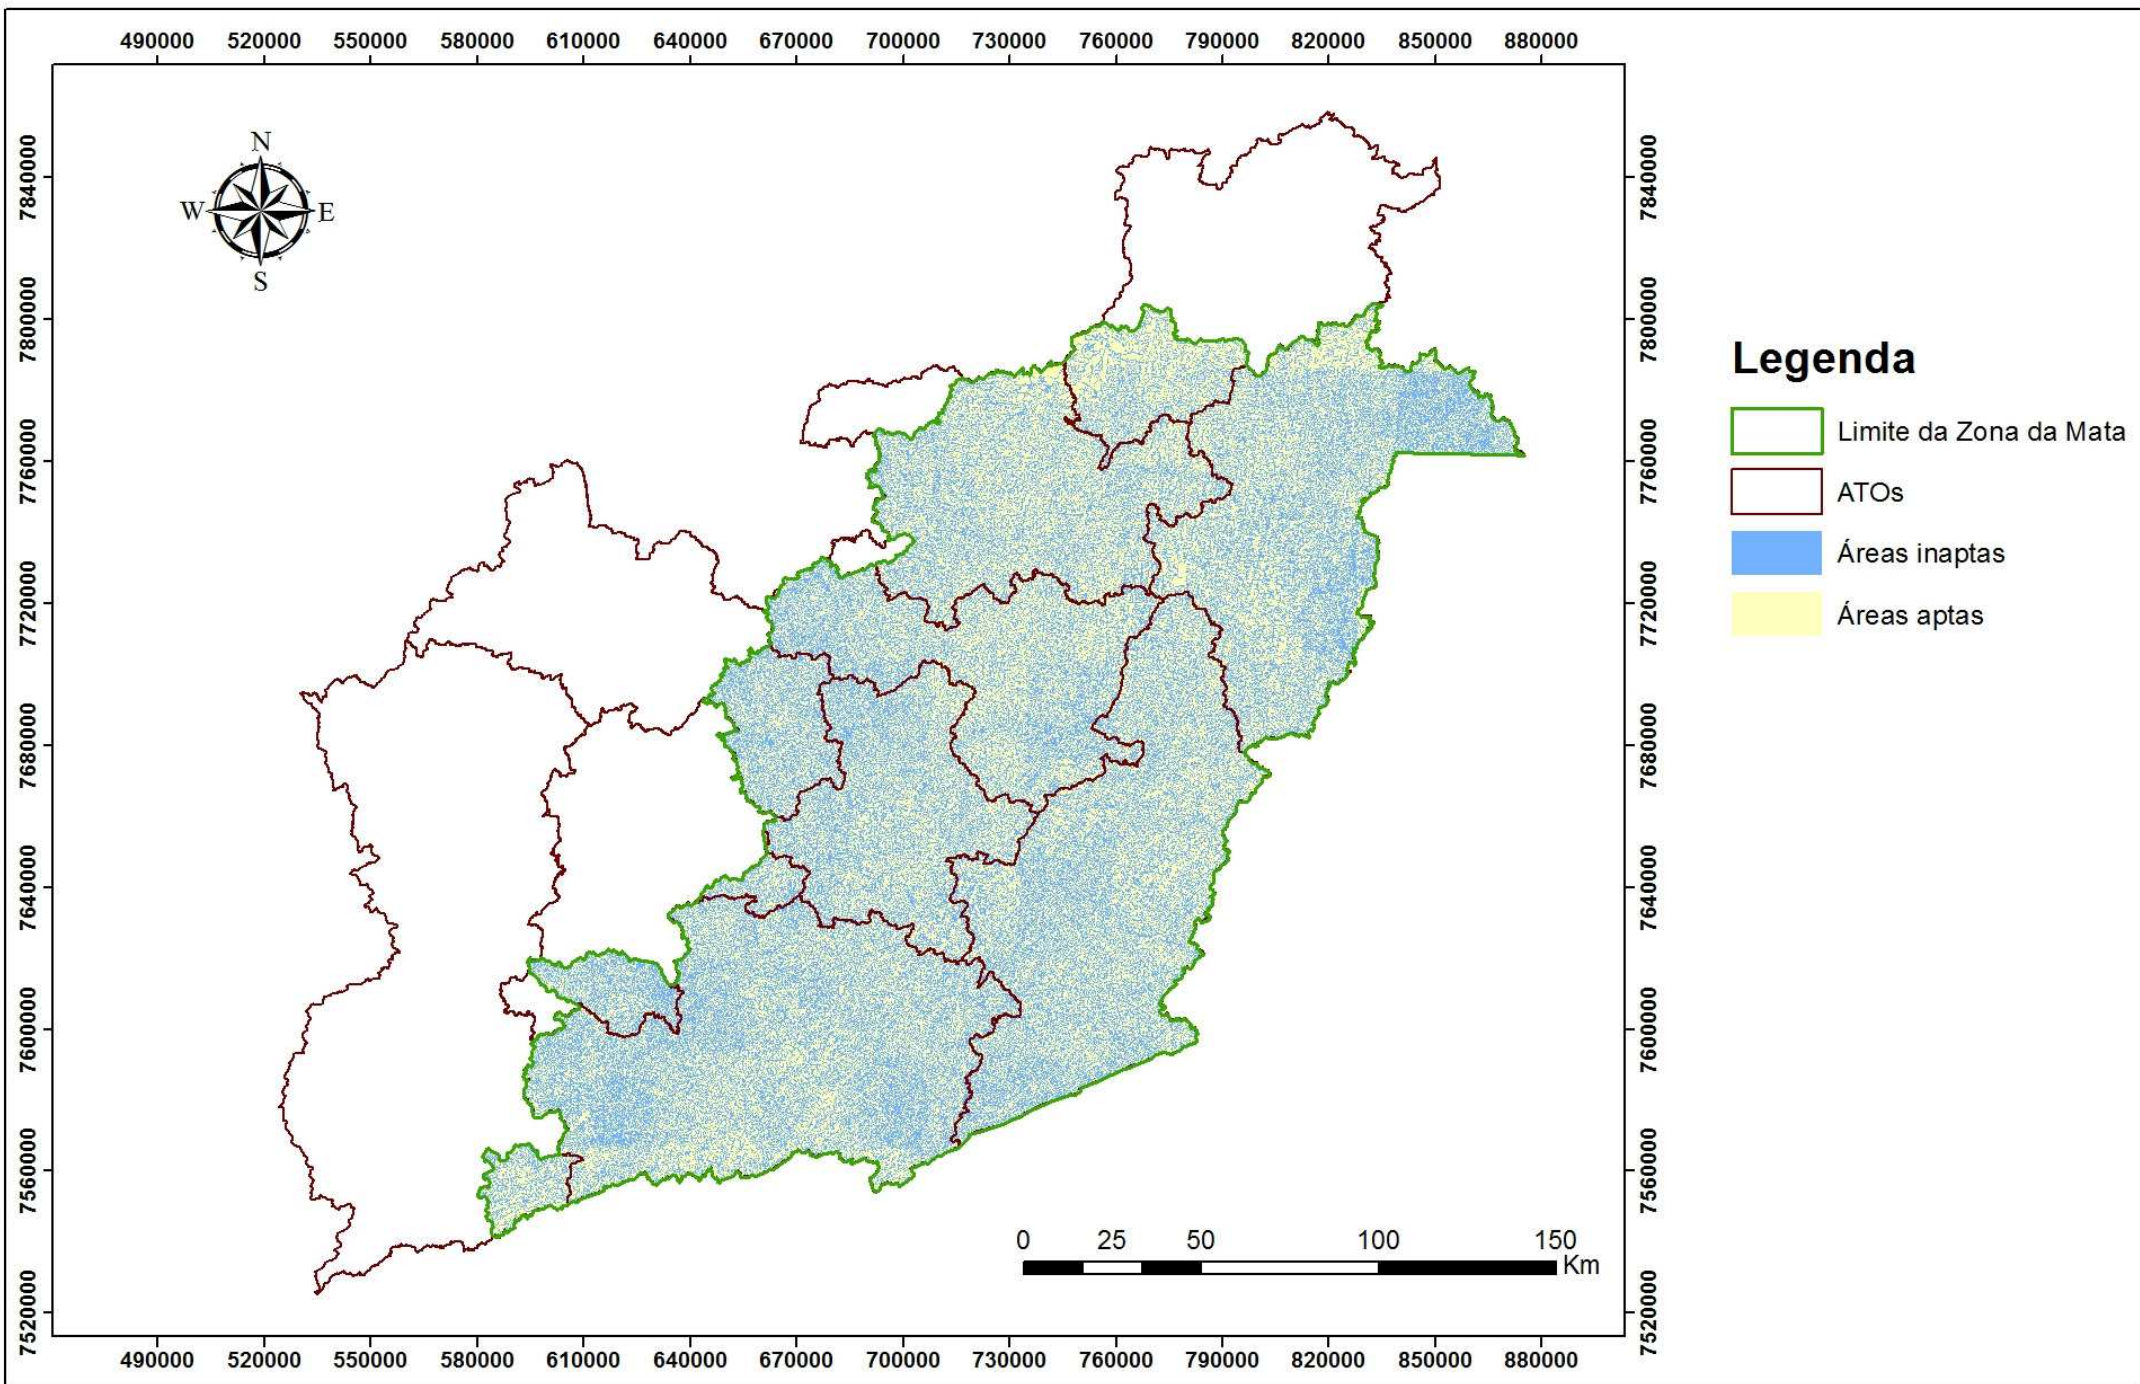 490000 520000 550000 580000 610000 640000 670000 700000 730000 760000 790000 820000 850000 880000
N
W E
S
7840000 7840000
7800000 7800000
7760000 7760000
7720000 7720000
7680000 7680000
7640000 7640000
7600000 7600000
7560000 7560000
7520000 7520000
Legenda
Limite da Zona da Mata
ATOs
Áreas inaptas
Áreas aptas
0 25 50 100 150
Km
490000 520000 550000 580000 610000 640000 670000 700000 730000 760000 790000 820000 850000 880000